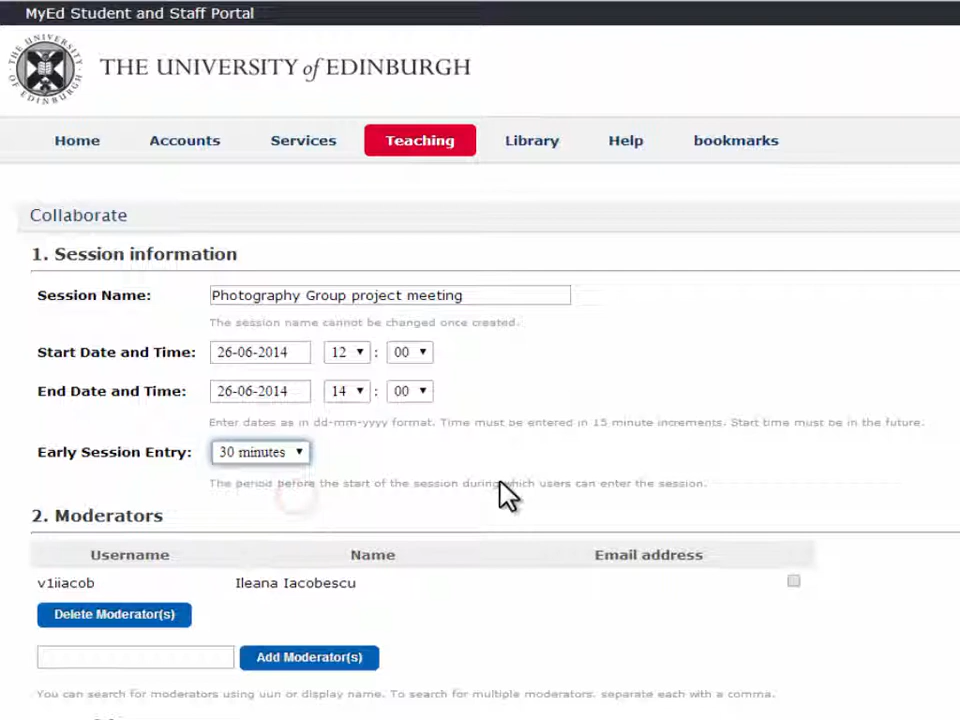 MyEd Student and Staff Portal
THE UNIVERSITY of EDINBURGH
Home Accounts Services Teaching Library Help bookmarks
Collaborate
1. Session information
Session Name: Photography Group project meeting
The session name cannot be changed once created.
Start Date and Time: 26-06-2014 12 : 00
End Date and Time: 26-06-2014 14 : 00
Enter dates as in dd-mm-yyyy format. Time must be entered in 15 minute increments. Start time must be in the future.
Early Session Entry: 30 minutes
The period before the start of the session during which users can enter the session.
2. Moderators
Username Name Email address
v1iiacob Ileana Iacobescu
Delete Moderator(s)
Add Moderator(s)
You can search for moderators using uun or display name. To search for multiple moderators, separate each with a comma.